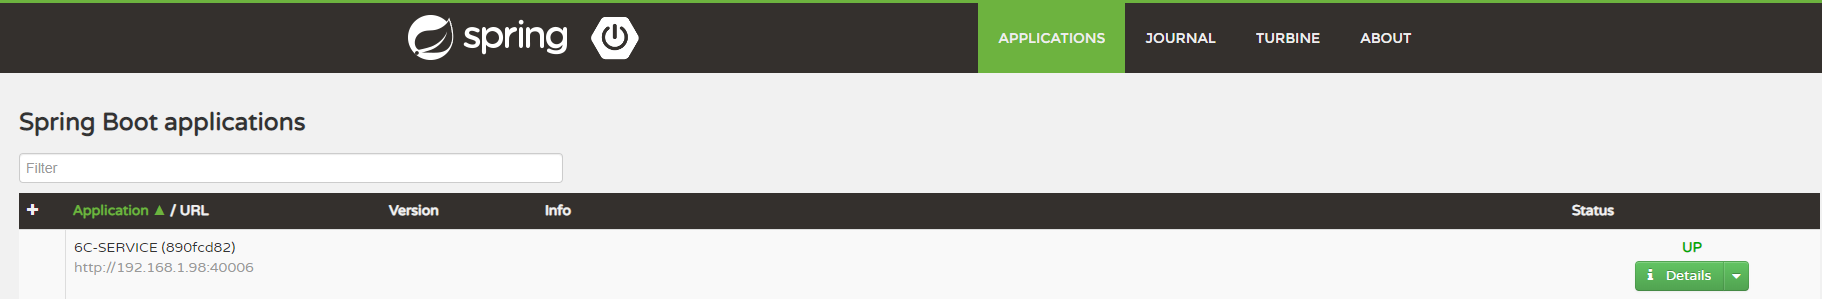 spring APPLICATIONS JOURNAL TURBINE ABOUT
Spring Boot applications
Filter
+ Application ▲ / URL Version Info Status
6C-SERVICE (890fcd82) UP
http://192.168.1.98:40006 i Details